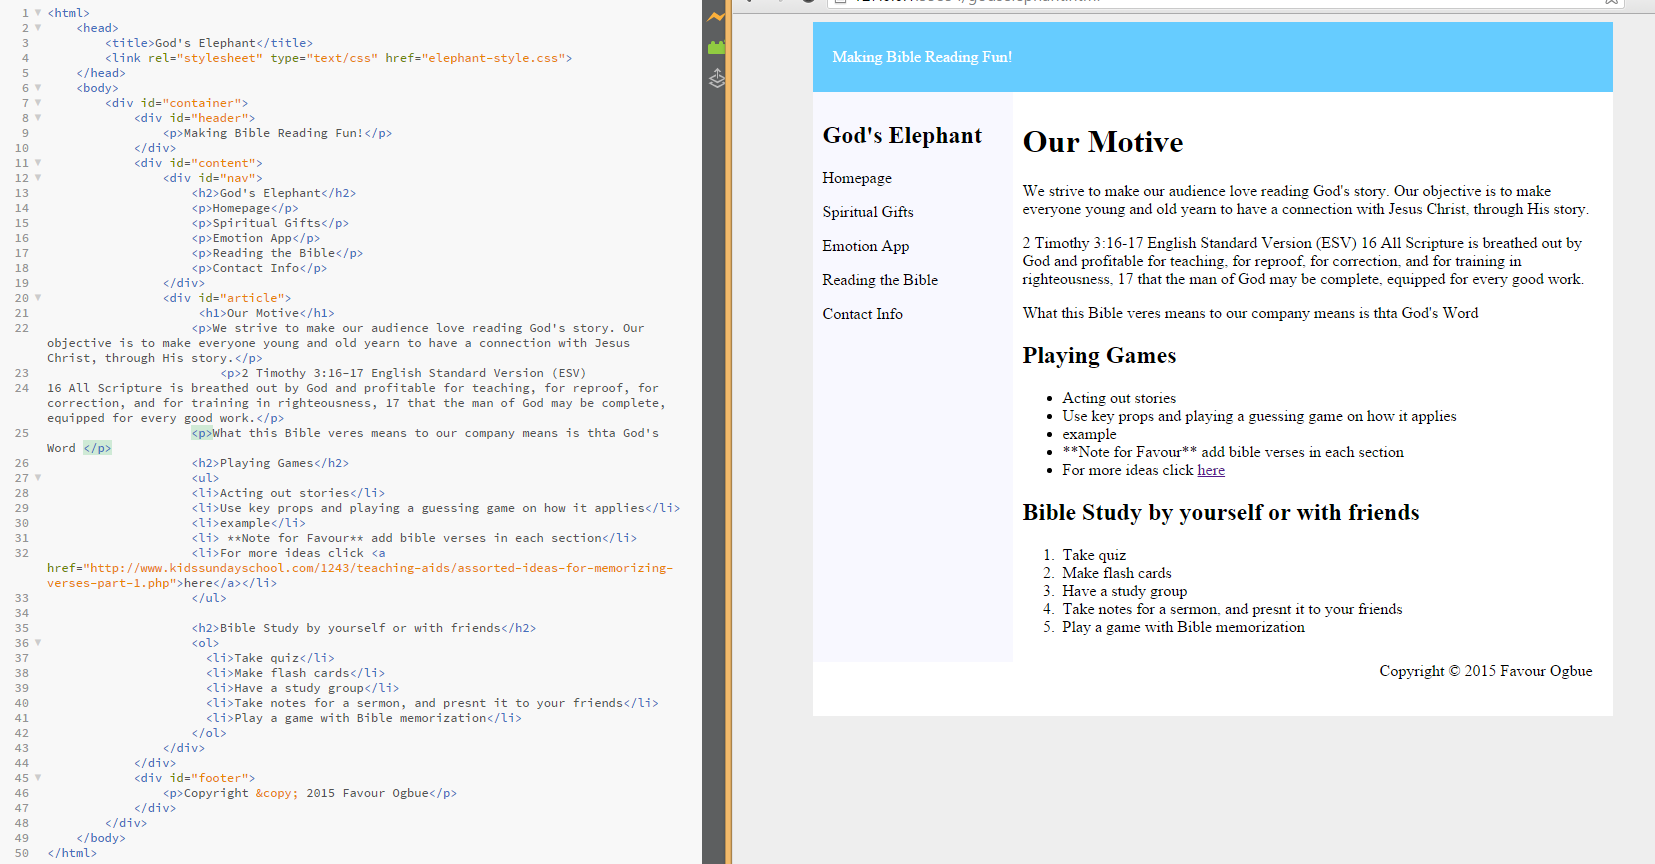 1 <html>
2 <head>
3 <title>God's Elephant</title>
4 <link rel="stylesheet" type="text/css" href="elephant-style.css">
5 </head>
6 <body>
7 <div id="container">
8 <div id="header">
9 <p>Making Bible Reading Fun!</p>
10 </div>
11 <div id="content">
12 <div id="nav">
13 <h2>God's Elephant</h2>
14 <p>Homepage</p>
15 <p>Spiritual Gifts</p>
16 <p>Emotion App</p>
17 <p>Reading the Bible</p>
18 <p>Contact Info</p>
19 </div>
20 <div id="article">
21 <h1>Our Motive</h1>
22 <p>We strive to make our audience love reading God's story. Our
objective is to make everyone young and old yearn to have a connection with Jesus
Christ, through His story.</p>
23 <p>2 Timothy 3:16-17 English Standard Version (ESV)
24 16 All Scripture is breathed out by God and profitable for teaching, for reproof, for
correction, and for training in righteousness, 17 that the man of God may be complete,
equipped for every good work.</p>
25 <p>What this Bible veres means to our company means is thta God's
Word </p>
26 <h2>Playing Games</h2>
27 <ul>
28 <li>Acting out stories</li>
29 <li>Use key props and playing a guessing game on how it applies</li>
30 <li>example</li>
31 <li> **Note for Favour** add bible verses in each section</li>
32 <li>For more ideas click <a
href="http://www.kidssundayschool.com/1243/teaching-aids/assorted-ideas-for-memorizing-
verses-part-1.php">here</a></li>
33 </ul>
34
35 <h2>Bible Study by yourself or with friends</h2>
36 <ol>
37 <li>Take quiz</li>
38 <li>Make flash cards</li>
39 <li>Have a study group</li>
40 <li>Take notes for a sermon, and presnt it to your friends</li>
41 <li>Play a game with Bible memorization</li>
42 </ol>
43 </div>
44 </div>
45 <div id="footer">
46 <p>Copyright &copy; 2015 Favour Ogbue</p>
47 </div>
48 </div>
49 </body>
50 </html>
Making Bible Reading Fun!
God's Elephant
Homepage
Spiritual Gifts
Emotion App
Reading the Bible
Contact Info
Our Motive
We strive to make our audience love reading God's story. Our objective is to make
everyone young and old yearn to have a connection with Jesus Christ, through His story.
2 Timothy 3:16-17 English Standard Version (ESV) 16 All Scripture is breathed out by
God and profitable for teaching, for reproof, for correction, and for training in
righteousness, 17 that the man of God may be complete, equipped for every good work.
What this Bible veres means to our company means is thta God's Word
Playing Games
• Acting out stories
• Use key props and playing a guessing game on how it applies
• example
• **Note for Favour** add bible verses in each section
• For more ideas click here
Bible Study by yourself or with friends
1. Take quiz
2. Make flash cards
3. Have a study group
4. Take notes for a sermon, and presnt it to your friends
5. Play a game with Bible memorization
Copyright © 2015 Favour Ogbue